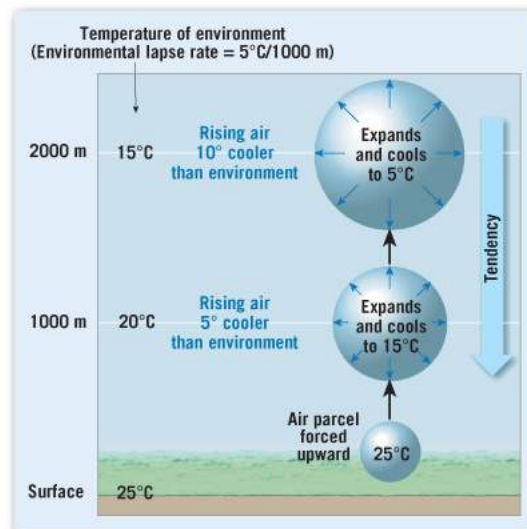 Temperature of environment
(Environmental lapse rate = 5°C/1000 m)
2000 m
15°C
Rising air
10° cooler
than environment
Expands
and cools
to 5°C
Tendency
1000 m
20°C
Rising air
5° cooler
than environment
Expands
and cools
to 15°C
Air parcel
forced
upward
25°C
Surface
25°C